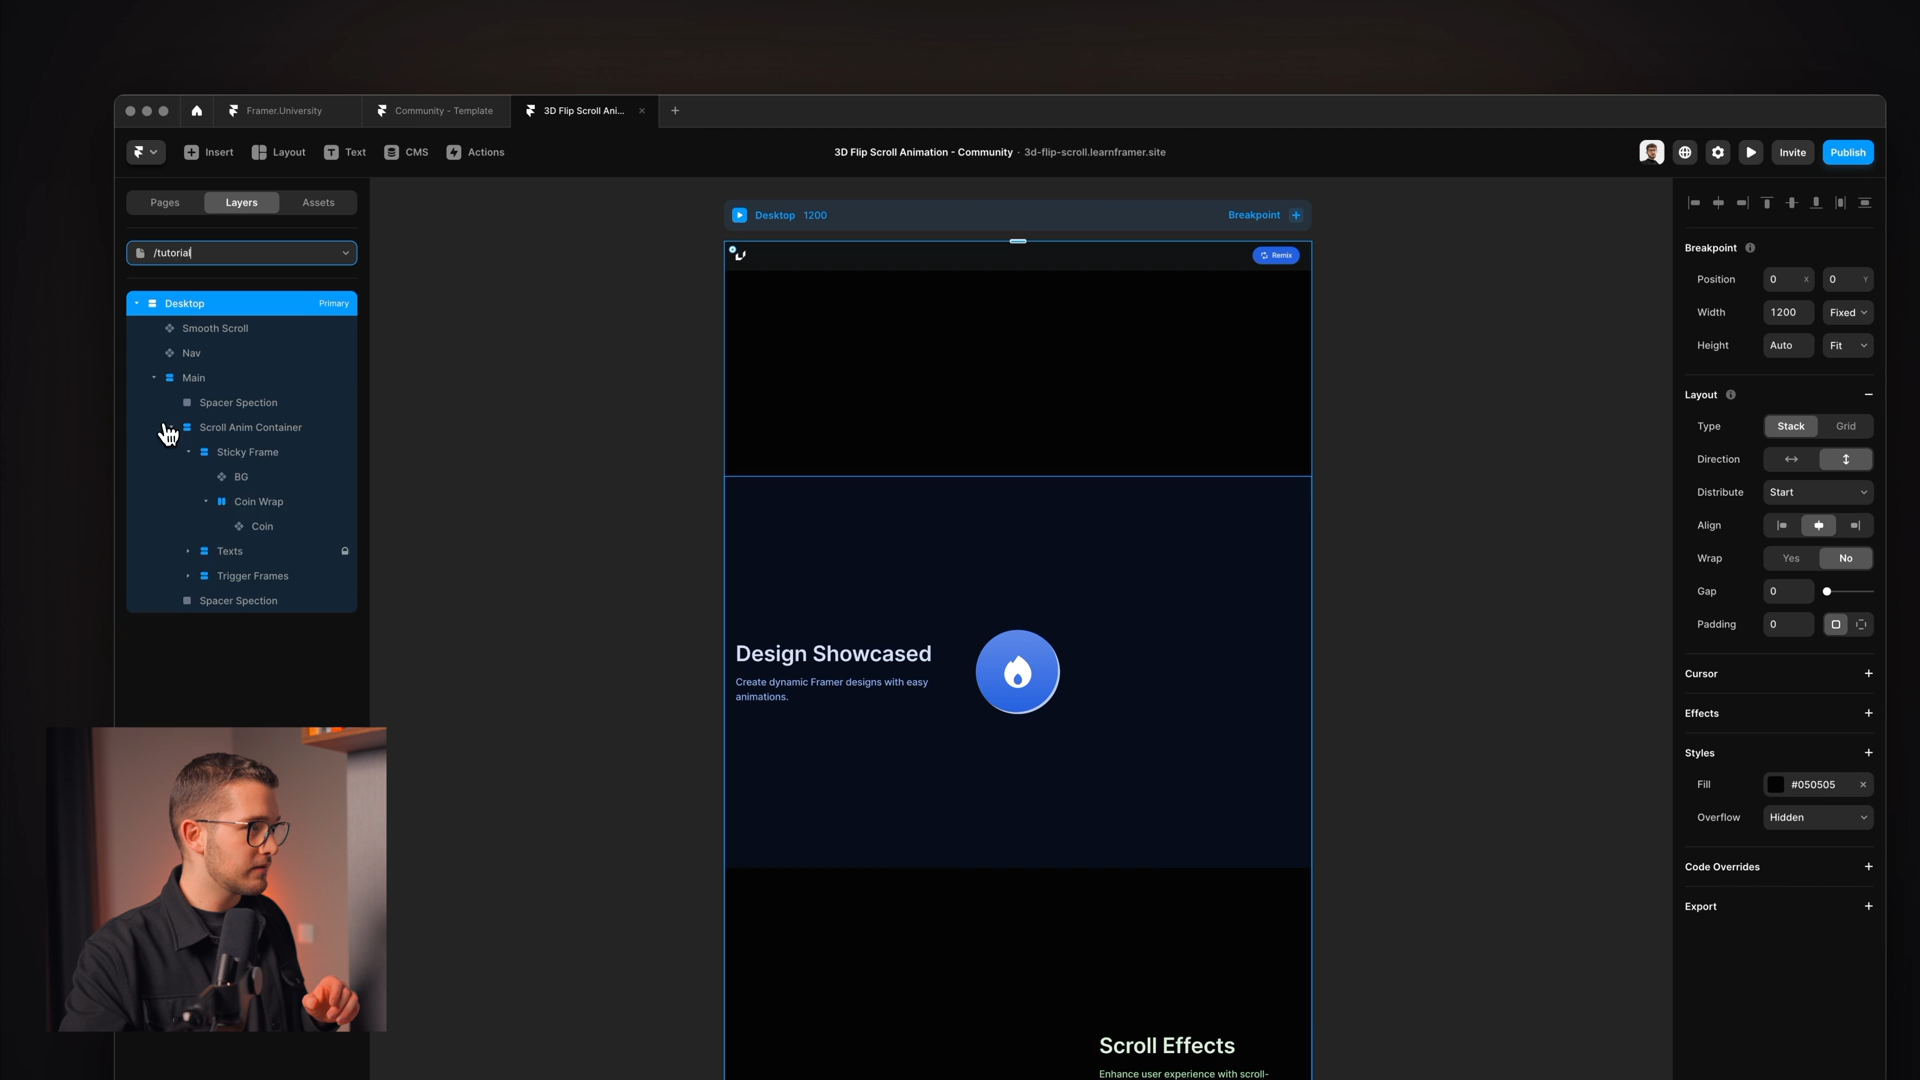 Framer.University
Community - Template
3D Flip Scroll Ani...
Insert
Layout
Text
CMS
Actions
3D Flip Scroll Animation - Community · 3d-flip-scroll.learnframer.site
Invite
Publish
Pages
Layers
Assets
/tutorial
Desktop
Primary
Smooth Scroll
Nav
Main
Spacer Spection
Scroll Anim Container
Sticky Frame
BG
Coin Wrap
Coin
Texts
Trigger Frames
Spacer Spection
Desktop 1200
Breakpoint
Remix
Design Showcased
Create dynamic Framer designs with easy
animations.
Scroll Effects
Enhance user experience with scroll-
Breakpoint
Position 0 X 0 Y
Width 1200 Fixed
Height Auto Fit
Layout
Type Stack Grid
Direction
Distribute Start
Align
Wrap Yes No
Gap 0
Padding 0
Cursor
Effects
Styles
Fill #050505
Overflow Hidden
Code Overrides
Export